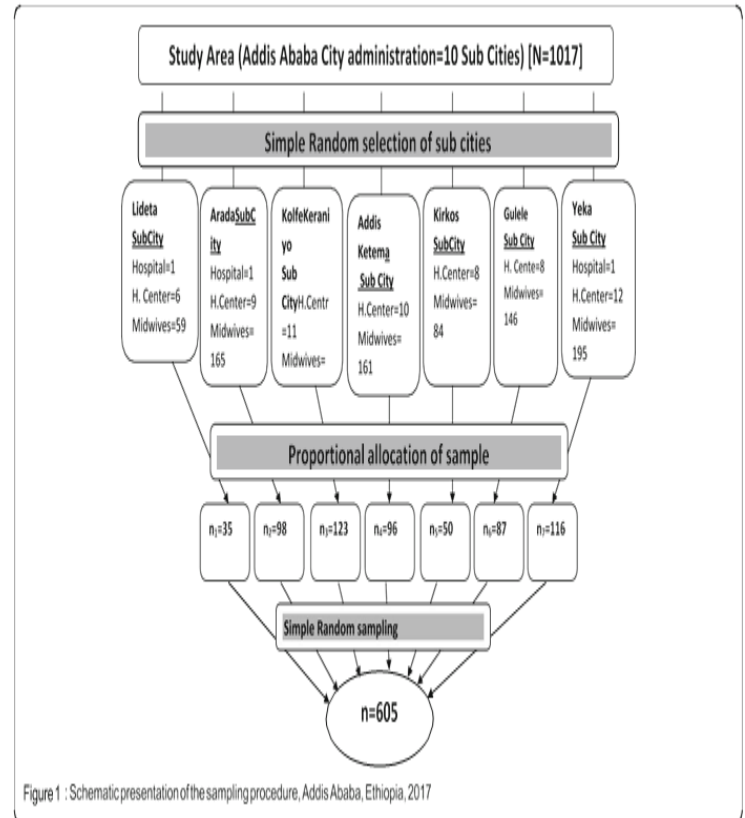 Study Area (Addis Ababa City administration=10 Sub Cities) [N=1017]
Simple Random selection of sub cities
Lideta
SubCity
Hospital=1
H. Center=6
Midwives=59
AradaSubC
ity
Hospital=1
H.Center=9
Midwives=
165
KolfeKerani
yo
Sub
CityH.Centr
=11
Midwives=
Addis
Ketema
Sub City
H.Center=10
Midwives=
161
Kirkos
SubCity
H.Center=8
Midwives=
84
Gulele
Sub City
H. Cente=8
Midwives=
146
Yeka
Sub City
Hospital=1
H.Center=12
Midwives=
195
Proportional allocation of sample
n₁=35
n₂=98
n₃=123
n₄=96
n₅=50
n₆=87
n₇=116
Simple Random sampling
n=605
Figure 1 : Schematic presentation of the sampling procedure, Addis Ababa, Ethiopia, 2017